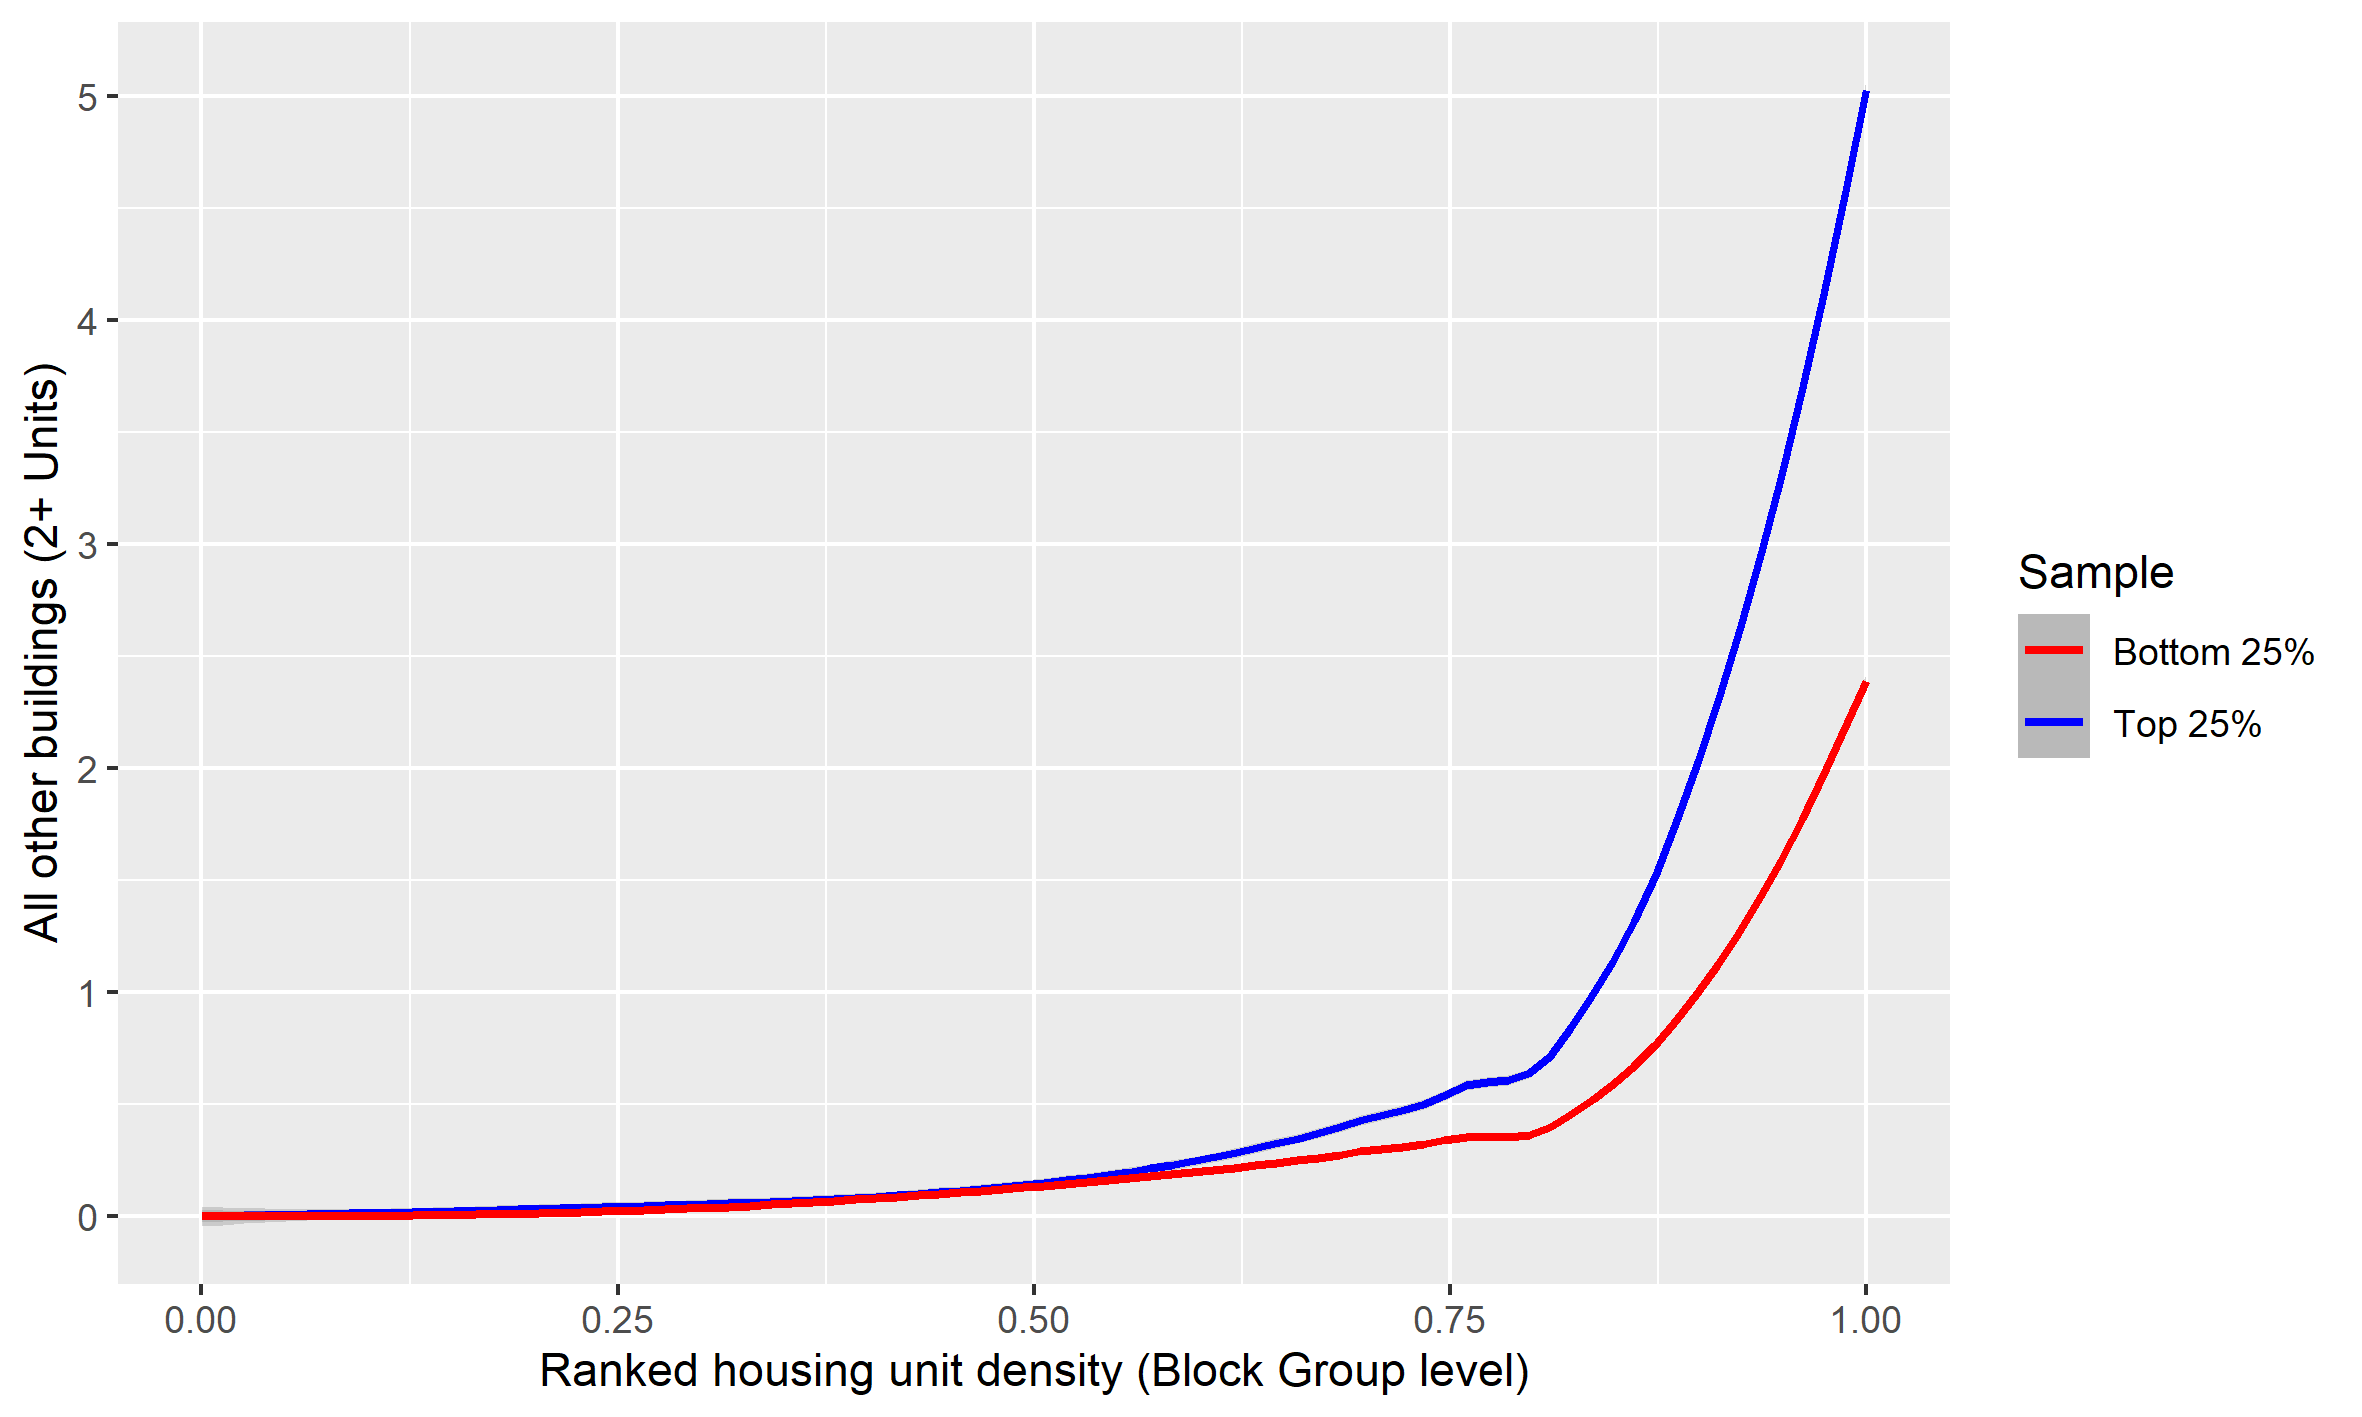 All other buildings (2+ Units)
5
4
3
2
1
0
0.00 0.25 0.50 0.75 1.00
Ranked housing unit density (Block Group level)
Sample
Bottom 25%
Top 25%